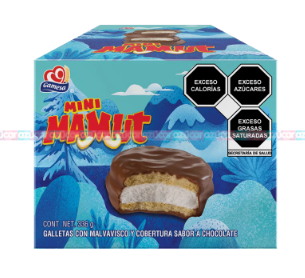 Gamesa
MINI
MAMUT
EXCESO
CALORÍAS
EXCESO
AZÚCARES
EXCESO
GRASAS
SATURADAS
SECRETARÍA DE SALUD
CONT. NET. 336 g
GALLETAS CON MALVAVISCO Y COBERTURA SABOR A CHOCOLATE